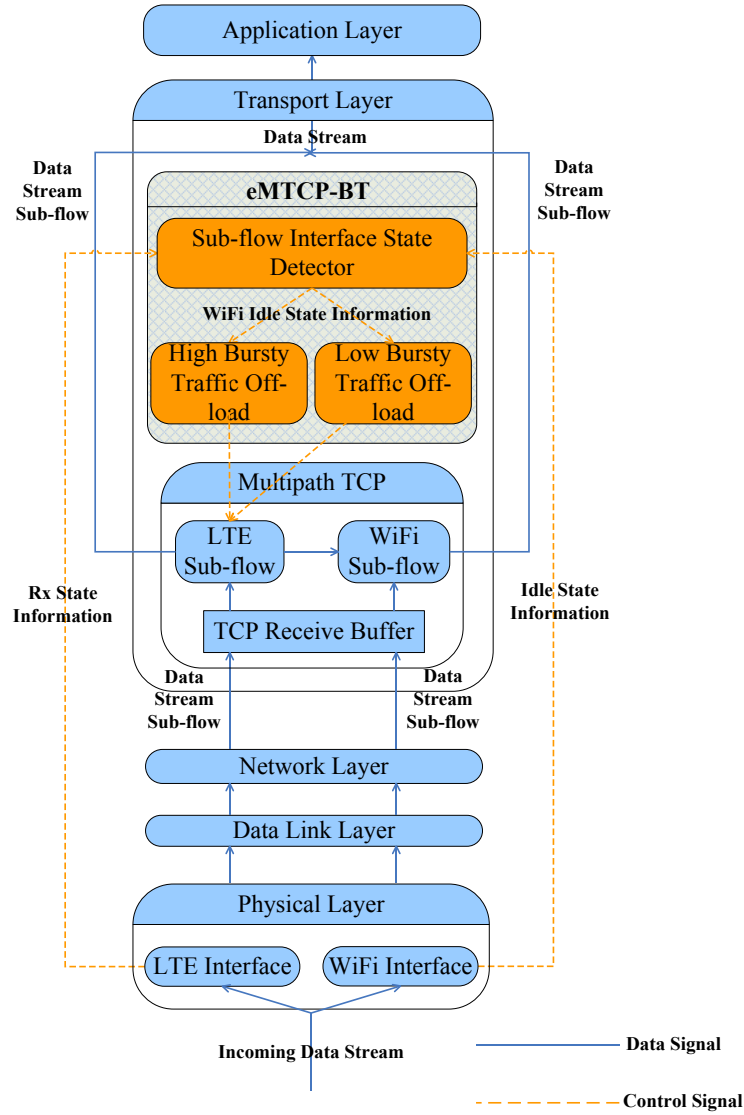 Application Layer
Transport Layer
Data Stream
Data
Stream
Sub-flow
Data
Stream
Sub-flow
eMTCP-BT
Sub-flow Interface State
Detector
WiFi Idle State Information
High Bursty
Traffic Off-
load
Low Bursty
Traffic Off-
load
Multipath TCP
LTE
Sub-flow
WiFi
Sub-flow
Rx State
Information
Idle State
Information
TCP Receive Buffer
Data
Stream
Sub-flow
Data
Stream
Sub-flow
Network Layer
Data Link Layer
Physical Layer
LTE Interface
WiFi Interface
Incoming Data Stream
Data Signal
Control Signal